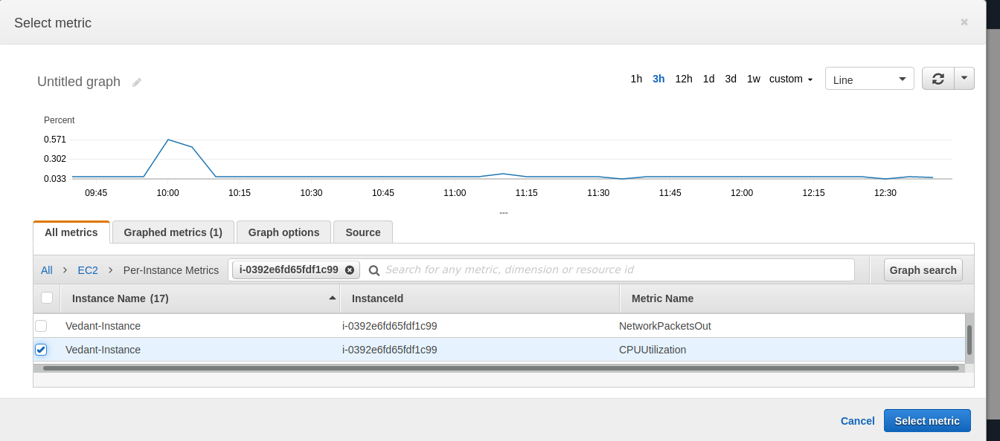 Select metric
Untitled graph
1h 3h 12h 1d 3d 1w custom Line
Percent
0.571
0.302
0.033
09:45 10:00 10:15 10:30 10:45 11:00 11:15 11:30 11:45 12:00 12:15 12:30
All metrics Graphed metrics (1) Graph options Source
All > EC2 > Per-Instance Metrics i-0392e6fd65fdf1c99 Search for any metric, dimension or resource id Graph search
Instance Name (17) InstanceId Metric Name
Vedant-Instance i-0392e6fd65fdf1c99 NetworkPacketsOut
Vedant-Instance i-0392e6fd65fdf1c99 CPUUtilization
Cancel Select metric